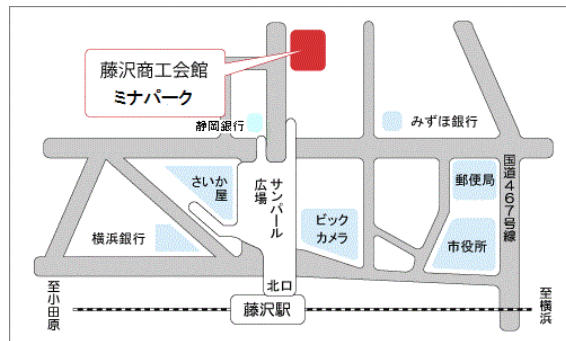 藤沢商工会館
ミナパーク
静岡銀行
みずほ銀行
さいか
屋
サンパール
広場
ビック
カメラ
郵便局
国道467号線
市役所
横浜銀行
北口
藤沢駅
至小田原
至横浜